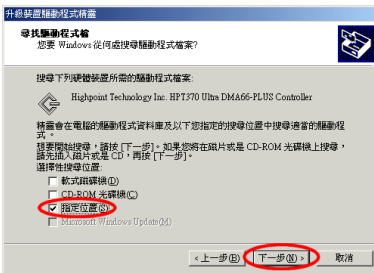 升級裝置驅動程式精靈
尋找驅動程式檔
您要 Windows 從何處搜尋驅動程式檔案?
搜尋下列硬體裝置所需的驅動程式檔案:
Highpoint Technology Inc. HPT370 Ultra DMA66-PLUS Controller
精靈會在電腦的驅動程式資料庫及以下您指定的搜尋位置中搜尋適當的驅動程
式。
想要開始搜尋，請按 [下一步]。如果您將在磁片或是 CD-ROM 光碟機上搜尋，
請先插入磁片或是 CD，再按 [下一步]。
選擇性搜尋位置:
軟式磁碟機(D)
CD-ROM 光碟機(C)
指定位置(S)
Microsoft Windows Update(M)
<上一步(B) 下一步(N)> 取消